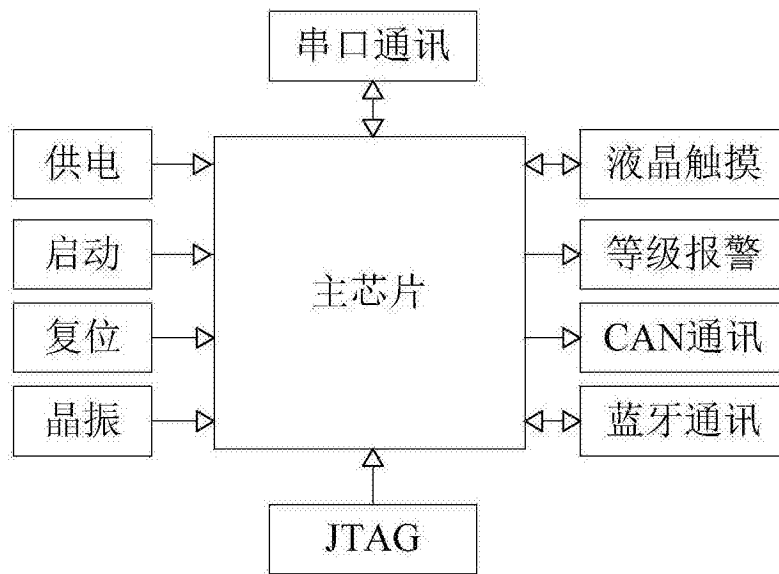 串口通讯
供电
液晶触摸
启动
等级报警
主芯片
复位
CAN通讯
晶振
蓝牙通讯
JTAG